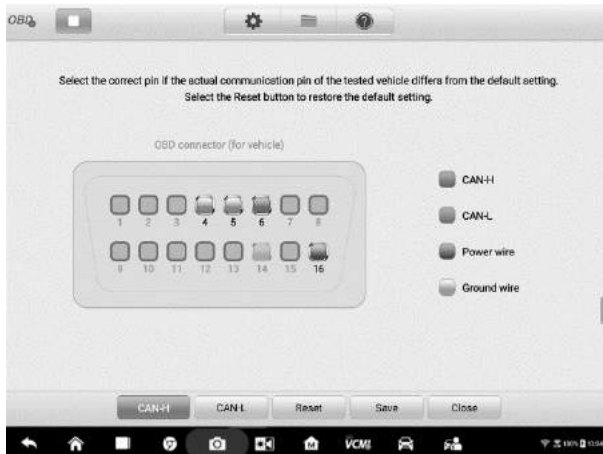 OBD
Select the correct pin if the actual communication pin of the tested vehicle differs from the default setting.
Select the Reset button to restore the default setting.
OBD connector (for vehicle)
1 2 3 4 5 6 7 8
9 10 11 12 13 14 15 16
CAN-H
CAN-L
Power wire
Ground wire
CAN-H CAN-L Reset Save Close
M VCMI 100%